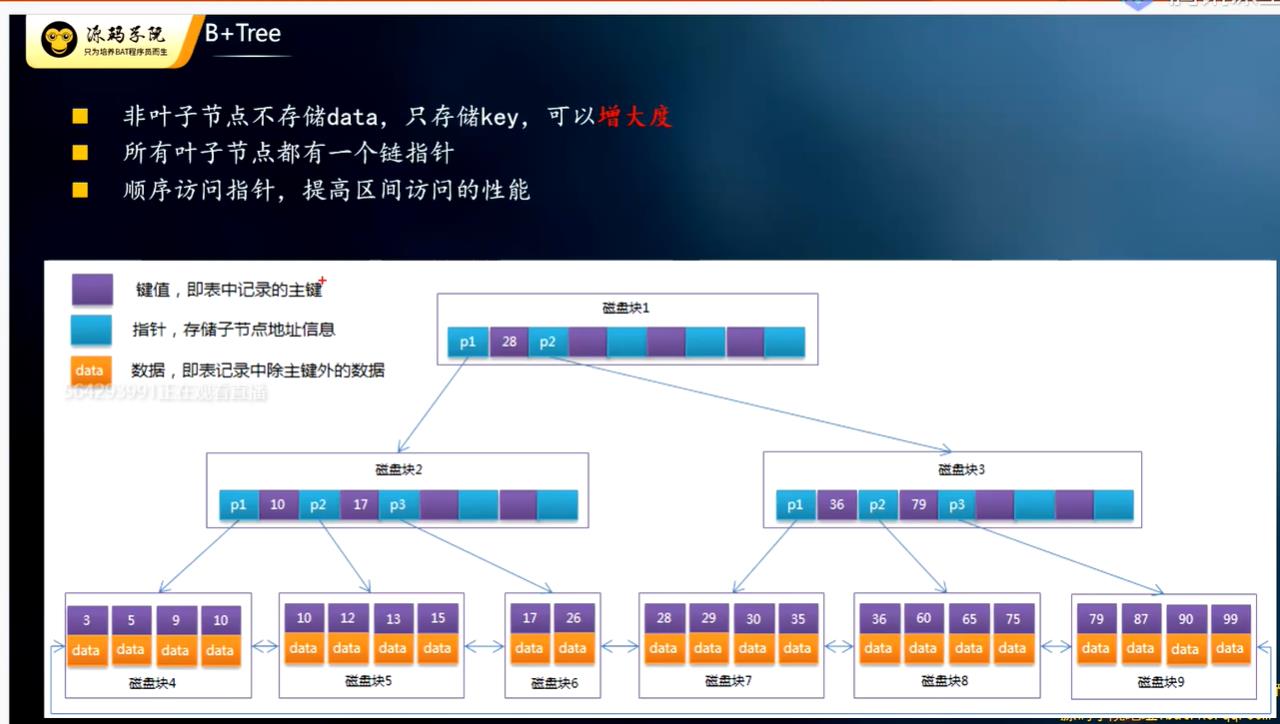 源码学院
只为培养BAT程序员而生
B+Tree
非叶子节点不存储data，只存储key，可以增大度
所有叶子节点都有一个链指针
顺序访问指针，提高区间访问的性能
键值，即表中记录的主键
指针，存储子节点地址信息
data 数据，即表记录中除主键外的数据
564293991正在观看直播
磁盘块1
p1 28 p2
磁盘块2
p1 10 p2 17 p3
磁盘块3
p1 36 p2 79 p3
3 5 9 10
data data data data
磁盘块4
10 12 13 15
data data data data
磁盘块5
17 26
data data
磁盘块6
28 29 30 35
data data data data
磁盘块7
36 60 65 75
data data data data
磁盘块8
79 87 90 99
data data data data
磁盘块9